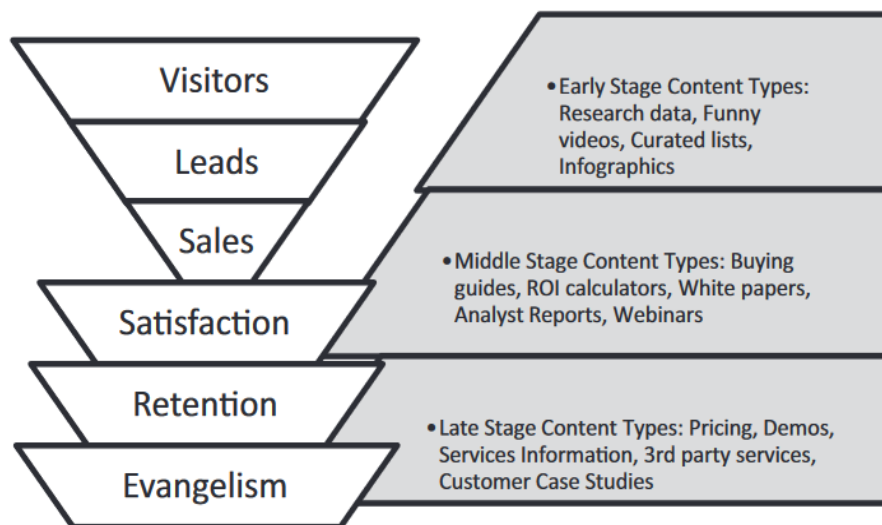 Visitors
Leads
Sales
Satisfaction
Retention
Evangelism
•Early Stage Content Types:
Research data, Funny
videos, Curated lists,
Infographics
•Middle Stage Content Types: Buying
guides, ROI calculators, White papers,
Analyst Reports, Webinars
•Late Stage Content Types: Pricing, Demos,
Services Information, 3rd party services,
Customer Case Studies